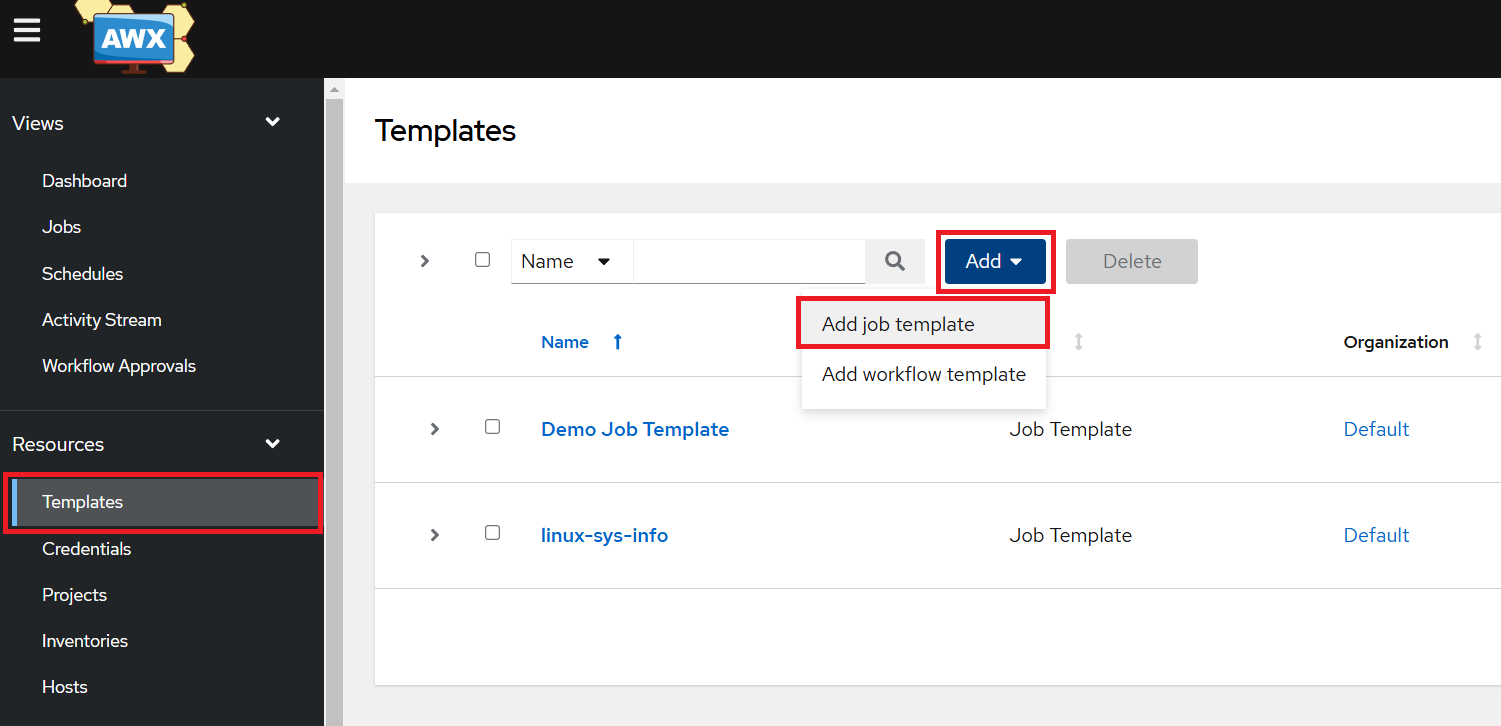 AWX
Views
Dashboard
Jobs
Schedules
Activity Stream
Workflow Approvals
Resources
Templates
Credentials
Projects
Inventories
Hosts
Templates
Name Add Delete
Add job template
Add workflow template
Name Organization
Demo Job Template Job Template Default
linux-sys-info Job Template Default